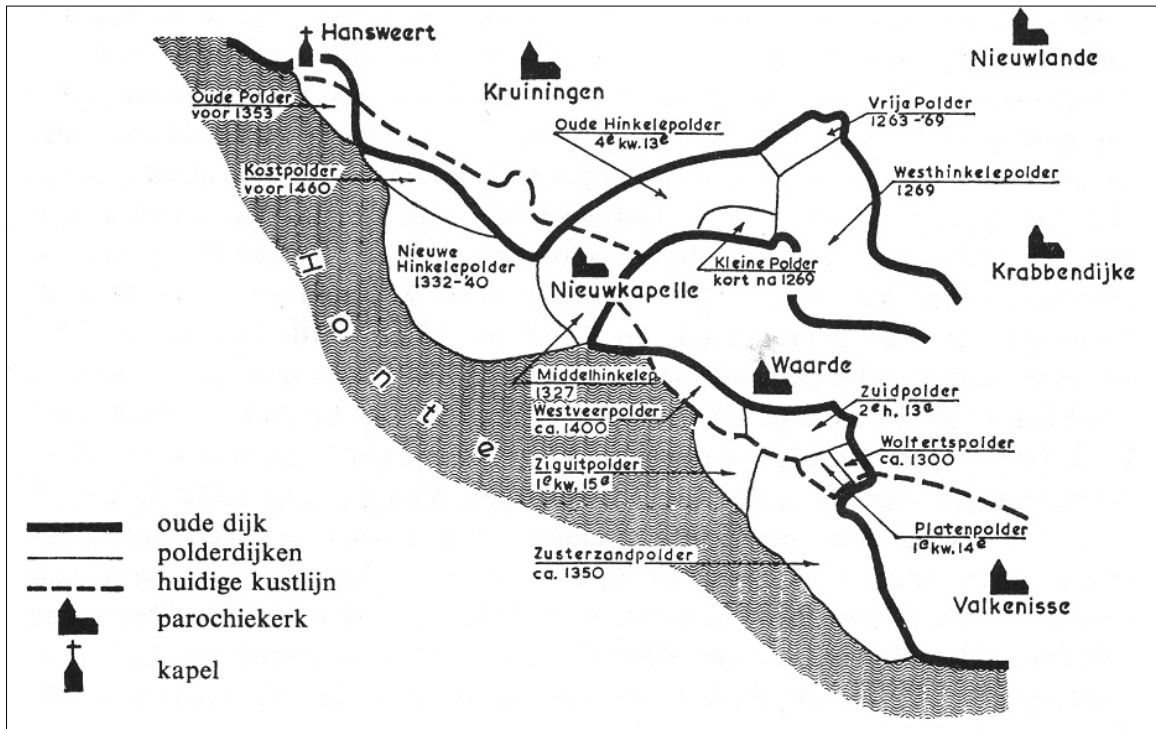 Hansweert
Nieuwlande
Kruiningen
Oude Polder
voor 1353
Vrije Polder
1263-'69
Oude Hinkelepolder
4e kw. 13e
Kostpolder
voor 1460
Westhinkelepolder
1269
Nieuwe
Hinkelepolder
1332-40
Kleine Polder
kort na 1269
Krabbendijke
Nieuwkapelle
Honte
Middelhinkelep
1327
Waarde
Westveerpolder
ca. 1400
Zuidpolder
2e h, 13e
Wolfertspolder
ca. 1300
Ziguitpolder
1e kw, 15e
Platenpolder
1e kw. 14e
Zusterzandpolder
ca. 1350
Valkenisse
oude dijk
polderdijken
huidige kustlijn
parochiekerk
kapel